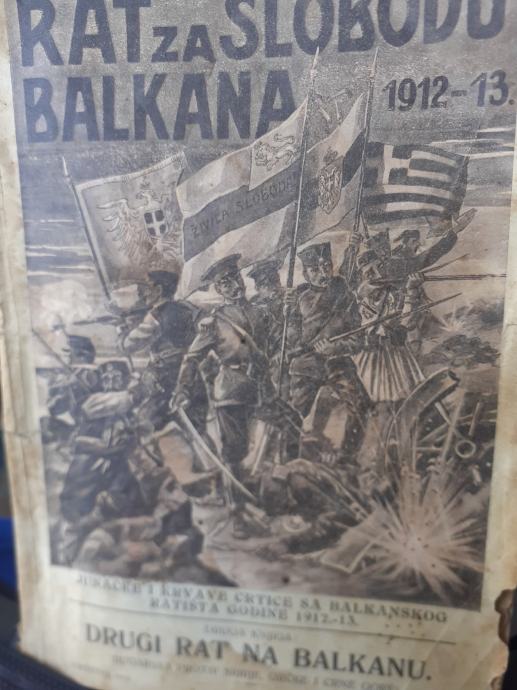 RAT ZA SLOBODU
BALKANA 1912-13.
ŽIVILA SLOBODA
JUNAČKE I KRVAVE CRTICE SA BALKANSKOG
RATIŠTA GODINE 1912.-13.
DRUGI RAT NA BALKANU.